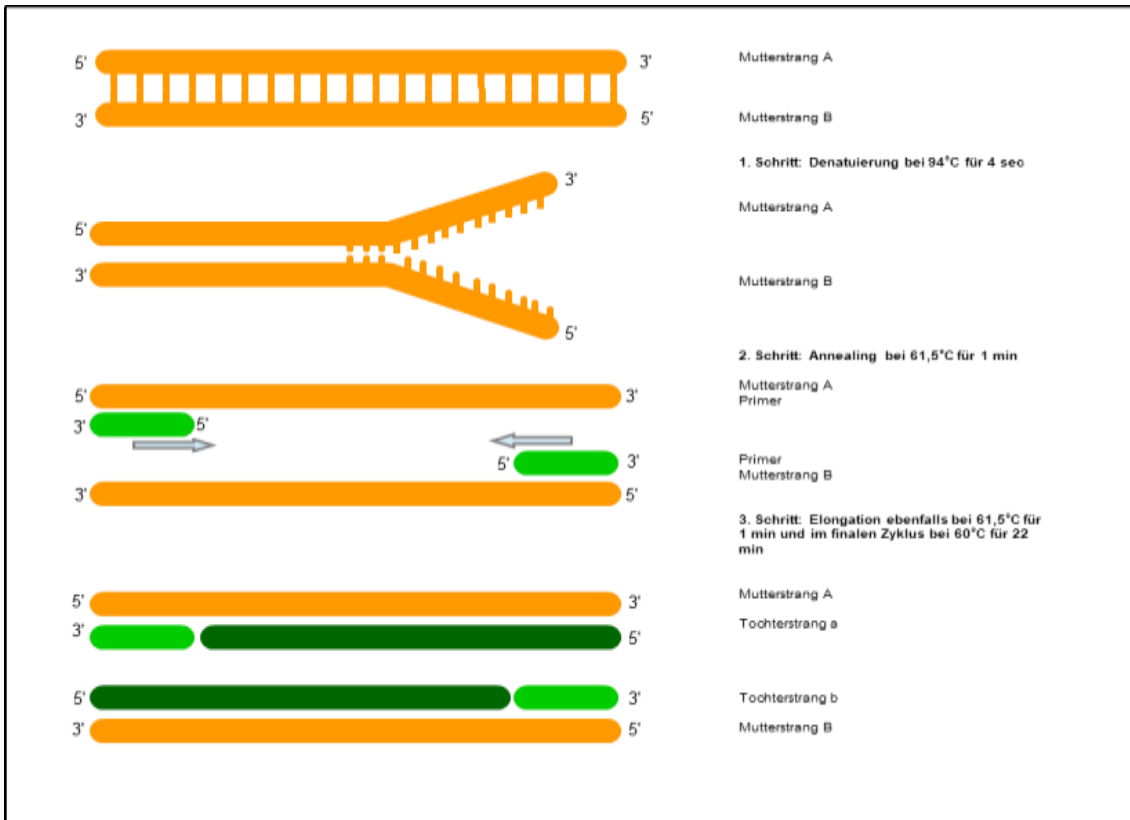 5' 3' Mutterstrang A
3' 5' Mutterstrang B
1. Schritt: Denatuierung bei 94°C für 4 sec
3'
5' Mutterstrang A
3' Mutterstrang B
5'
2. Schritt: Annealing bei 61,5°C für 1 min
5' 3' Mutterstrang A
Primer
3' 5'
5' 3' Primer
Mutterstrang B
3' 5'
3. Schritt: Elongation ebenfalls bei 61,5°C für
1 min und im finalen Zyklus bei 60°C für 22
min
5' 3' Mutterstrang A
3' 5' Tochterstrang a
5' 3' Tochterstrang b
3' 5' Mutterstrang B